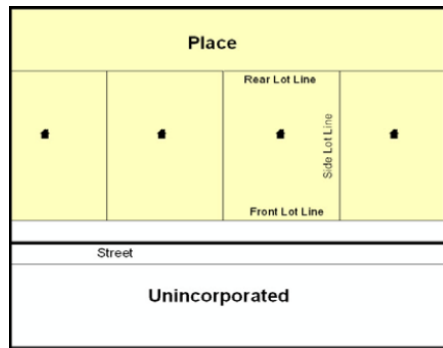 Place
Rear Lot Line
Side Lot Line
Front Lot Line
Street
Unincorporated